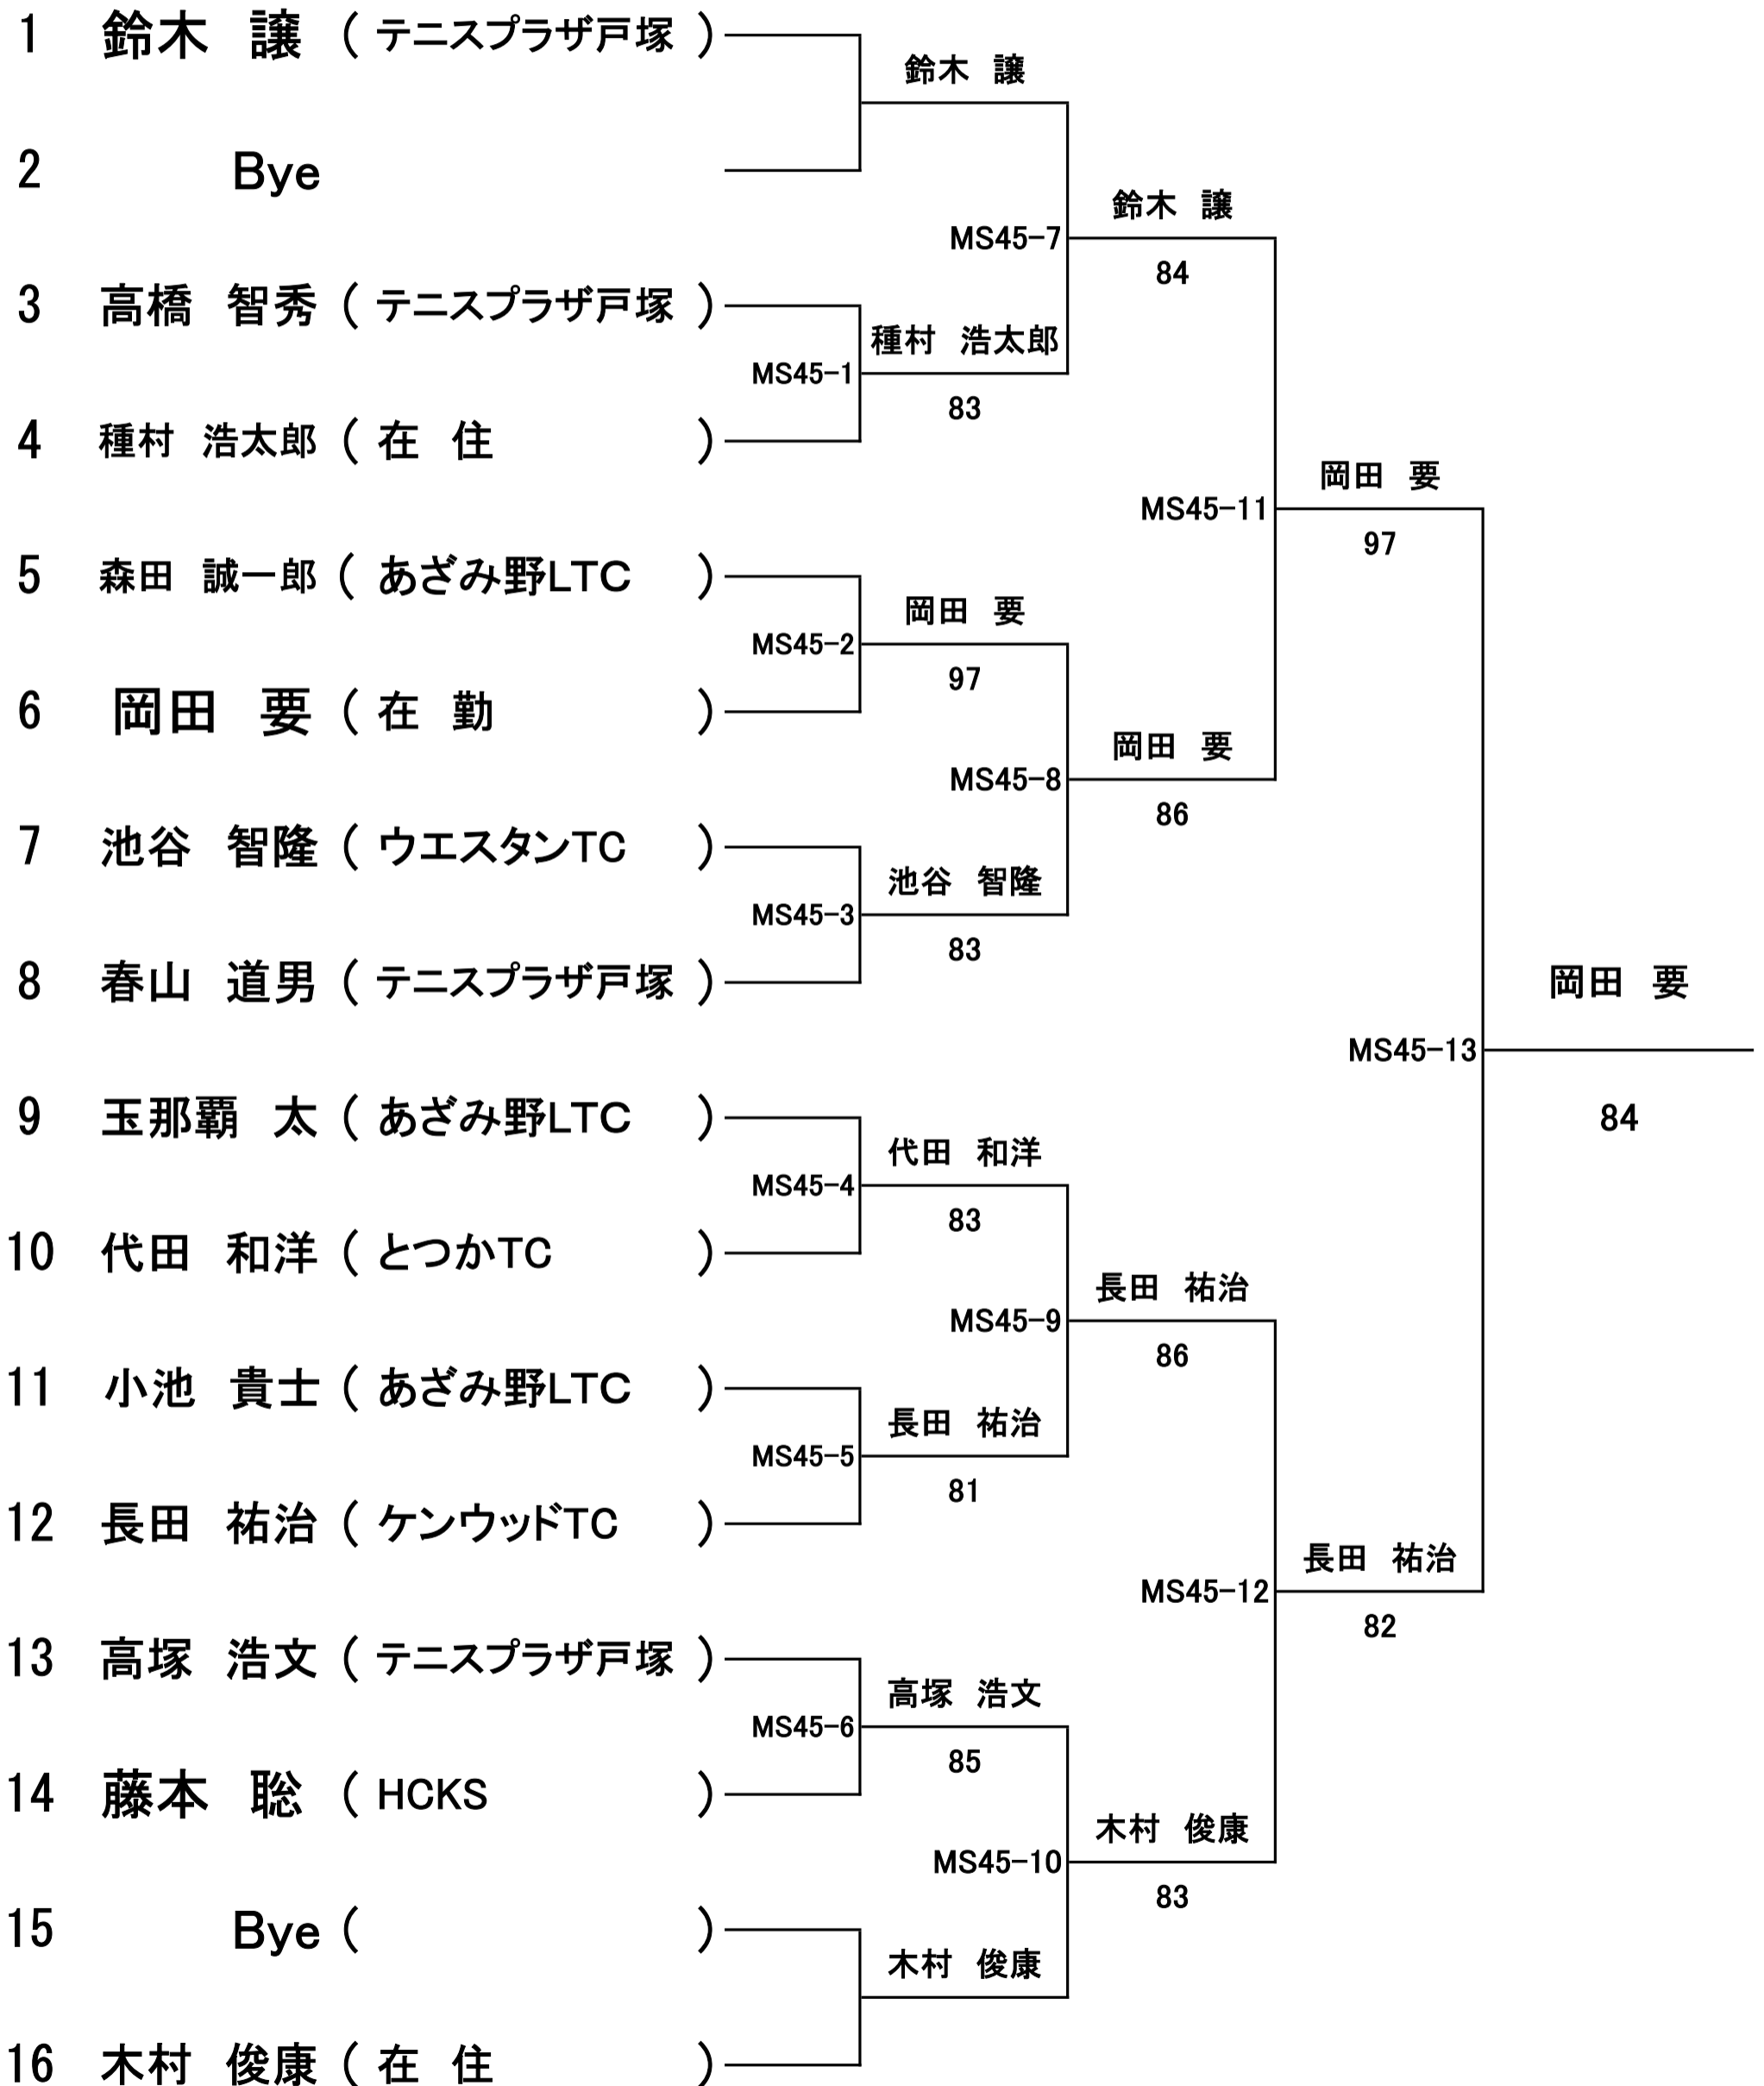 1 鈴木 譲 ( テニスプラザ戸塚 )
鈴木 譲
2 Bye
鈴木 譲
MS45-7
84
3 高橋 智秀 ( テニスプラザ戸塚 )
種村 浩太郎
MS45-1
83
4 種村 浩太郎 ( 在 住 )
岡田 要
MS45-11
97
5 森田 誠一郎 ( あざみ野LTC )
岡田 要
MS45-2
97
6 岡田 要 ( 在 勤 )
岡田 要
MS45-8
86
7 池谷 智隆 ( ウエスタンTC )
池谷 智隆
MS45-3
83
8 春山 道男 ( テニスプラザ戸塚 )
岡田 要
MS45-13
84
9 玉那覇 太 ( あざみ野LTC )
代田 和洋
MS45-4
83
10 代田 和洋 ( とつかTC )
長田 祐治
MS45-9
86
11 小池 貴士 ( あざみ野LTC )
長田 祐治
MS45-5
81
12 長田 祐治 ( ケンウッドTC )
長田 祐治
MS45-12
82
13 高塚 浩文 ( テニスプラザ戸塚 )
高塚 浩文
MS45-6
85
14 藤本 聡 ( HCKS )
木村 俊康
MS45-10
83
15 Bye ( )
木村 俊康
16 木村 俊康 ( 在 住 )